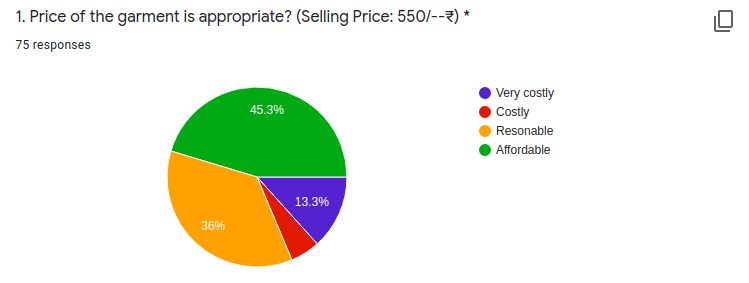 1. Price of the garment is appropriate? (Selling Price: 550/--₹) *
75 responses
45.3%
13.3%
36%
Very costly
Costly
Resonable
Affordable